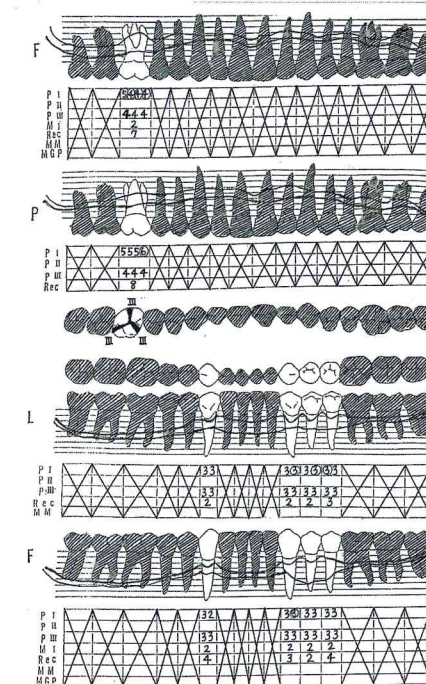 F
P I 5444
P II
P III 444
M I 2
Rec 7
MM
MGP
P
P I 5556
P II
P III 444
Rec 8
III
III III
L
P I 33 33 33 33
P II
P III 33 33 33 33
Rec 2 2 2 3
MM
F
P I 32 33 33
P II
P III 33 33 33 33
M I 2 2 2 2
Rec 4 3 2 4
MM
MGP